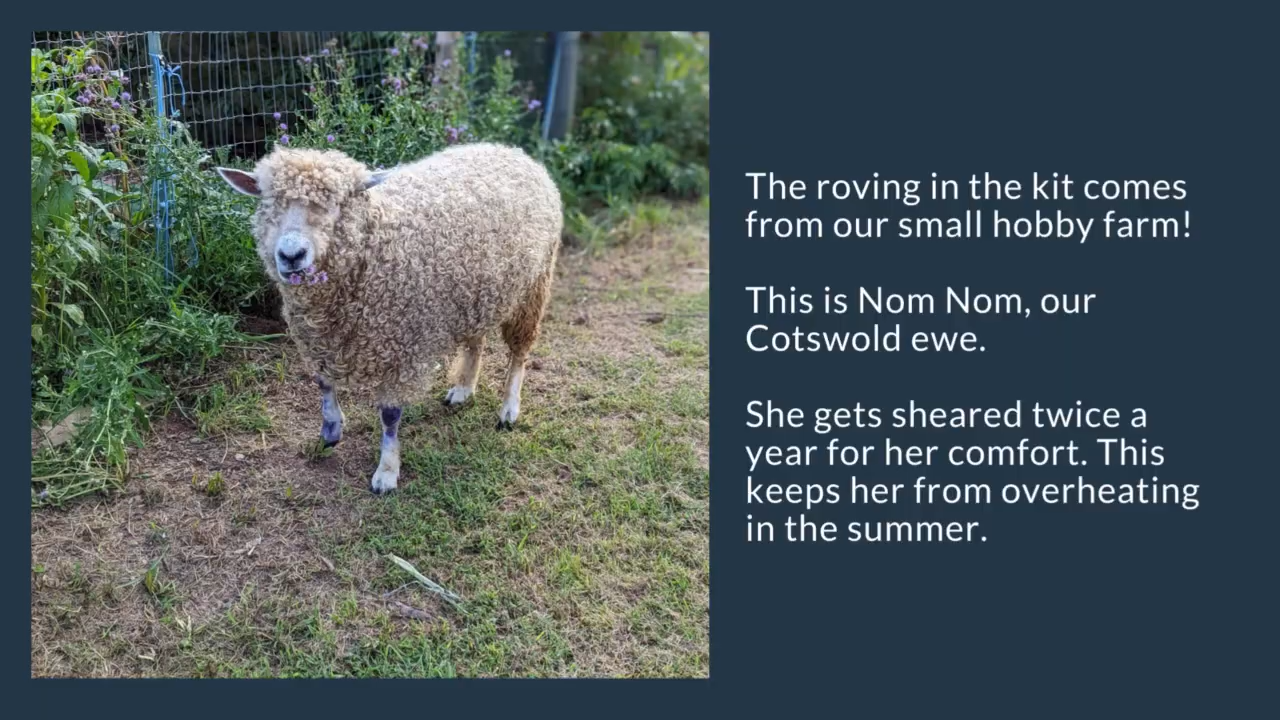 The roving in the kit comes
from our small hobby farm!
This is Nom Nom, our
Cotswold ewe.
She gets sheared twice a
year for her comfort. This
keeps her from overheating
in the summer.